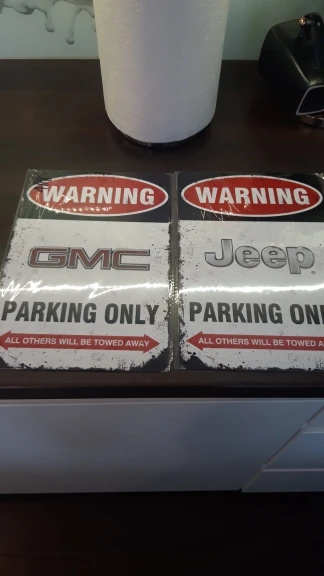 WARNING
GMC
PARKING ONLY
ALL OTHERS WILL BE TOWED AWAY
WARNING
Jeep
PARKING ONL
ALL OTHERS WILL BE TOWED A